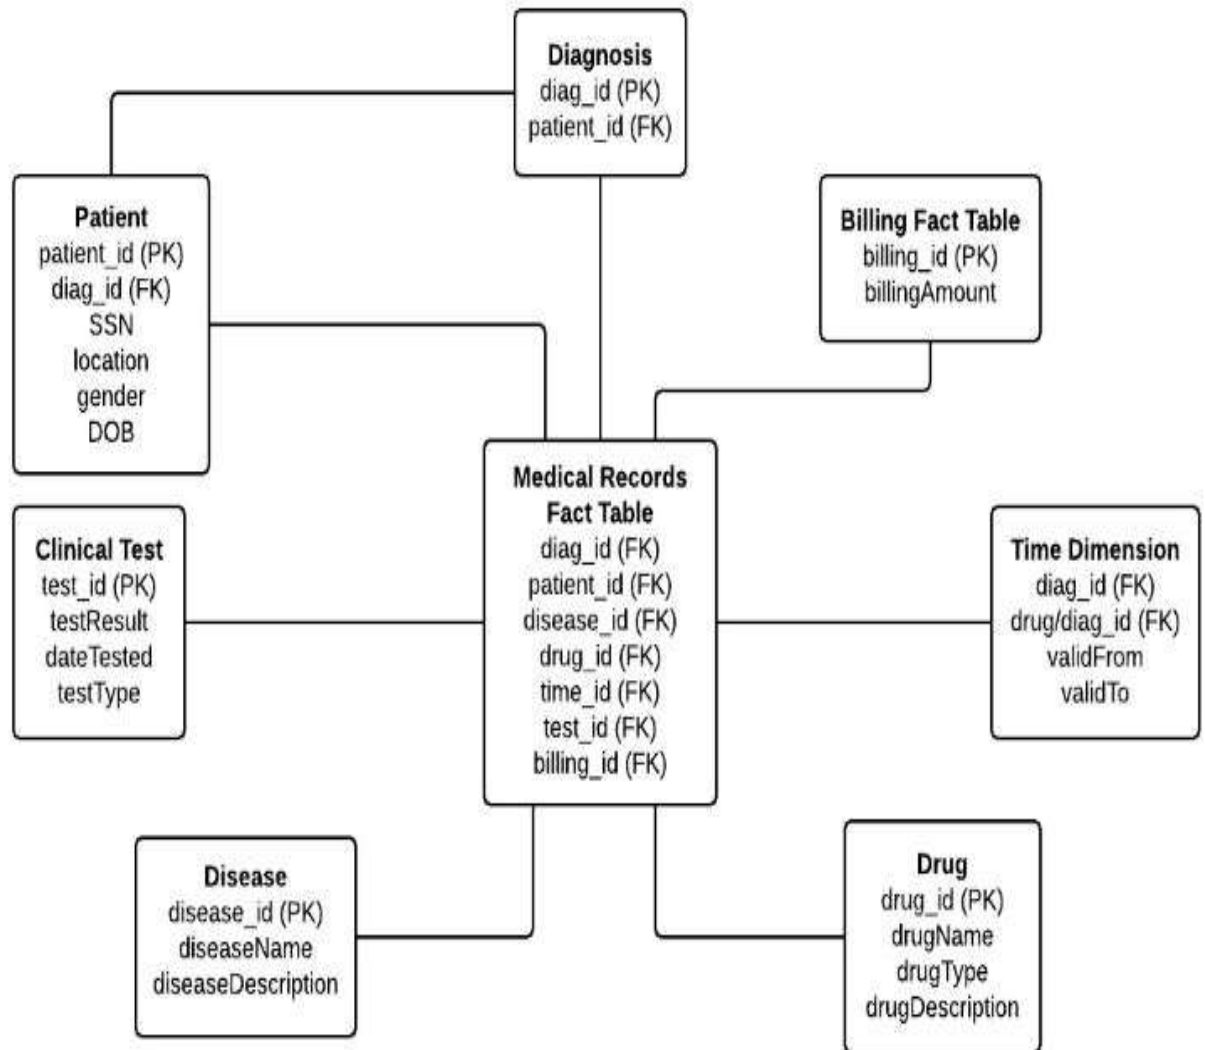 Diagnosis
diag_id (PK)
patient_id (FK)
Patient
patient_id (PK)
diag_id (FK)
SSN
location
gender
DOB
Billing Fact Table
billing_id (PK)
billingAmount
Medical Records
Fact Table
diag_id (FK)
patient_id (FK)
disease_id (FK)
drug_id (FK)
time_id (FK)
test_id (FK)
billing_id (FK)
Clinical Test
test_id (PK)
testResult
dateTested
testType
Time Dimension
diag_id (FK)
drug/diag_id (FK)
validFrom
validTo
Disease
disease_id (PK)
diseaseName
diseaseDescription
Drug
drug_id (PK)
drugName
drugType
drugDescription